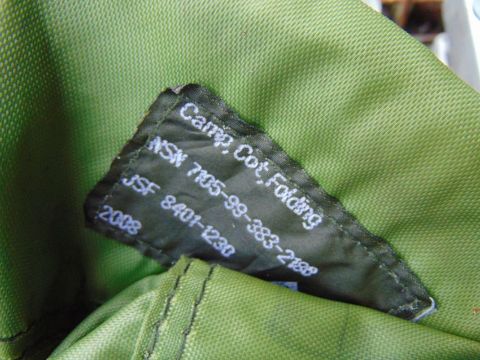 Camp, Cot, Folding
NSN 7105-99-383-2188
JSF 8401-1230
2008